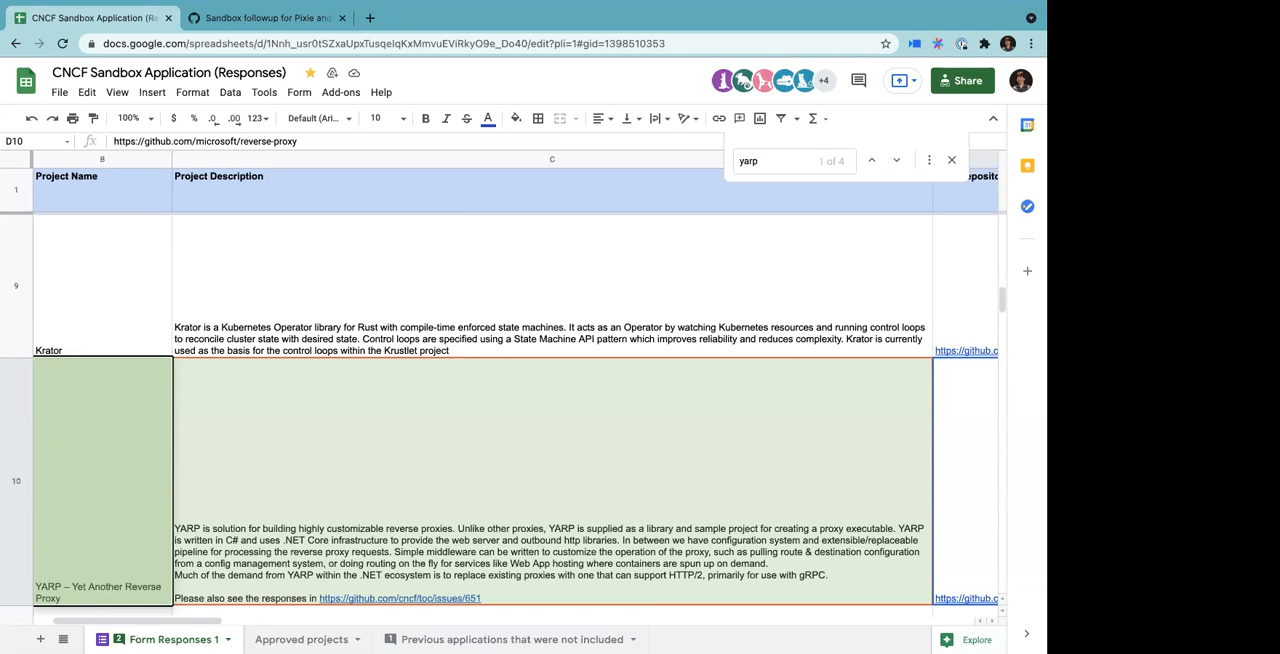 CNCF Sandbox Application (Re
Sandbox followup for Pixie and
docs.google.com/spreadsheets/d/1Nnh_usr0tSZxaUpxTusqeIqKxMmvuEViRkyO9e_Do40/edit?pli=1#gid=1398510353
CNCF Sandbox Application (Responses)
File Edit View Insert Format Data Tools Form Add-ons Help
+4
Share
100% $ % .0 .00 123 Default (Ari... 10 B I S A
D10 fx https://github.com/microsoft/reverse-proxy
yarp 1 of 4
B C
1 Project Name Project Description
9
Krator is a Kubernetes Operator library for Rust with compile-time enforced state machines. It acts as an Operator by watching Kubernetes resources and running control loops
to reconcile cluster state with desired state. Control loops are specified using a State Machine API pattern which improves reliability and reduces complexity. Krator is currently
Krator used as the basis for the control loops within the Krustlet project https://github.c
10
YARP is solution for building highly customizable reverse proxies. Unlike other proxies, YARP is supplied as a library and sample project for creating a proxy executable. YARP
is written in C# and uses .NET Core infrastructure to provide the web server and outbound http libraries. In between we have configuration system and extensible/replaceable
pipeline for processing the reverse proxy requests. Simple middleware can be written to customize the operation of the proxy, such as pulling route & destination configuration
from a config management system, or doing routing on the fly for services like Web App hosting where containers are spun up on demand.
Much of the demand from YARP within the .NET ecosystem is to replace existing proxies with one that can support HTTP/2, primarily for use with gRPC.
YARP – Yet Another Reverse
Proxy
Please also see the responses in https://github.com/cncf/toc/issues/651
https://github.c
2 Form Responses 1 Approved projects 1 Previous applications that were not included Explore